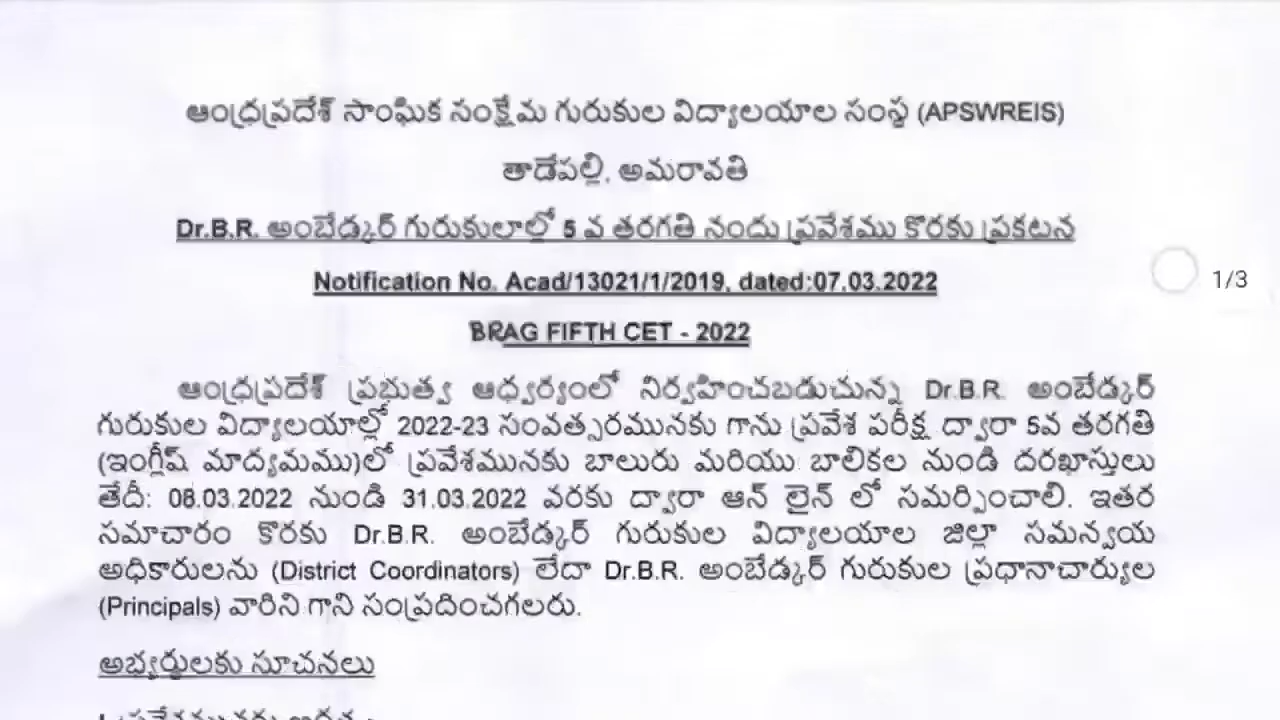 ఆంధ్రప్రదేశ్ సాంఘిక సంక్షేమ గురుకుల విద్యాలయాల సంస్థ (APSWREIS)
తాడేపల్లి, అమరావతి
Dr.B.R. అంబేడ్కర్ గురుకులాల్లో 5 వ తరగతి నందు ప్రవేశము కొరకు ప్రకటన
Notification No. Acad/13021/1/2019, dated:07.03.2022
1/3
BRAG FIFTH CET - 2022
ఆంధ్రప్రదేశ్ ప్రభుత్వ ఆధ్వర్యంలో నిర్వహించబడుచున్న Dr.B.R. అంబేడ్కర్
గురుకుల విద్యాలయాల్లో 2022-23 సంవత్సరమునకు గాను ప్రవేశ పరీక్ష ద్వారా 5వ తరగతి
(ఇంగ్లీష్ మాద్యమము)లో ప్రవేశమునకు బాలురు మరియు బాలికల నుండి దరఖాస్తులు
తేదీ: 08.03.2022 నుండి 31.03.2022 వరకు ద్వారా ఆన్ లైన్ లో సమర్పించాలి. ఇతర
సమాచారం కొరకు Dr.B.R. అంబేడ్కర్ గురుకుల విద్యాలయాల జిల్లా సమన్వయ
అధికారులను (District Coordinators) లేదా Dr.B.R. అంబేడ్కర్ గురుకుల ప్రధానాచార్యుల
(Principals) వారిని గాని సంప్రదించగలరు.
అభ్యర్థులకు సూచనలు